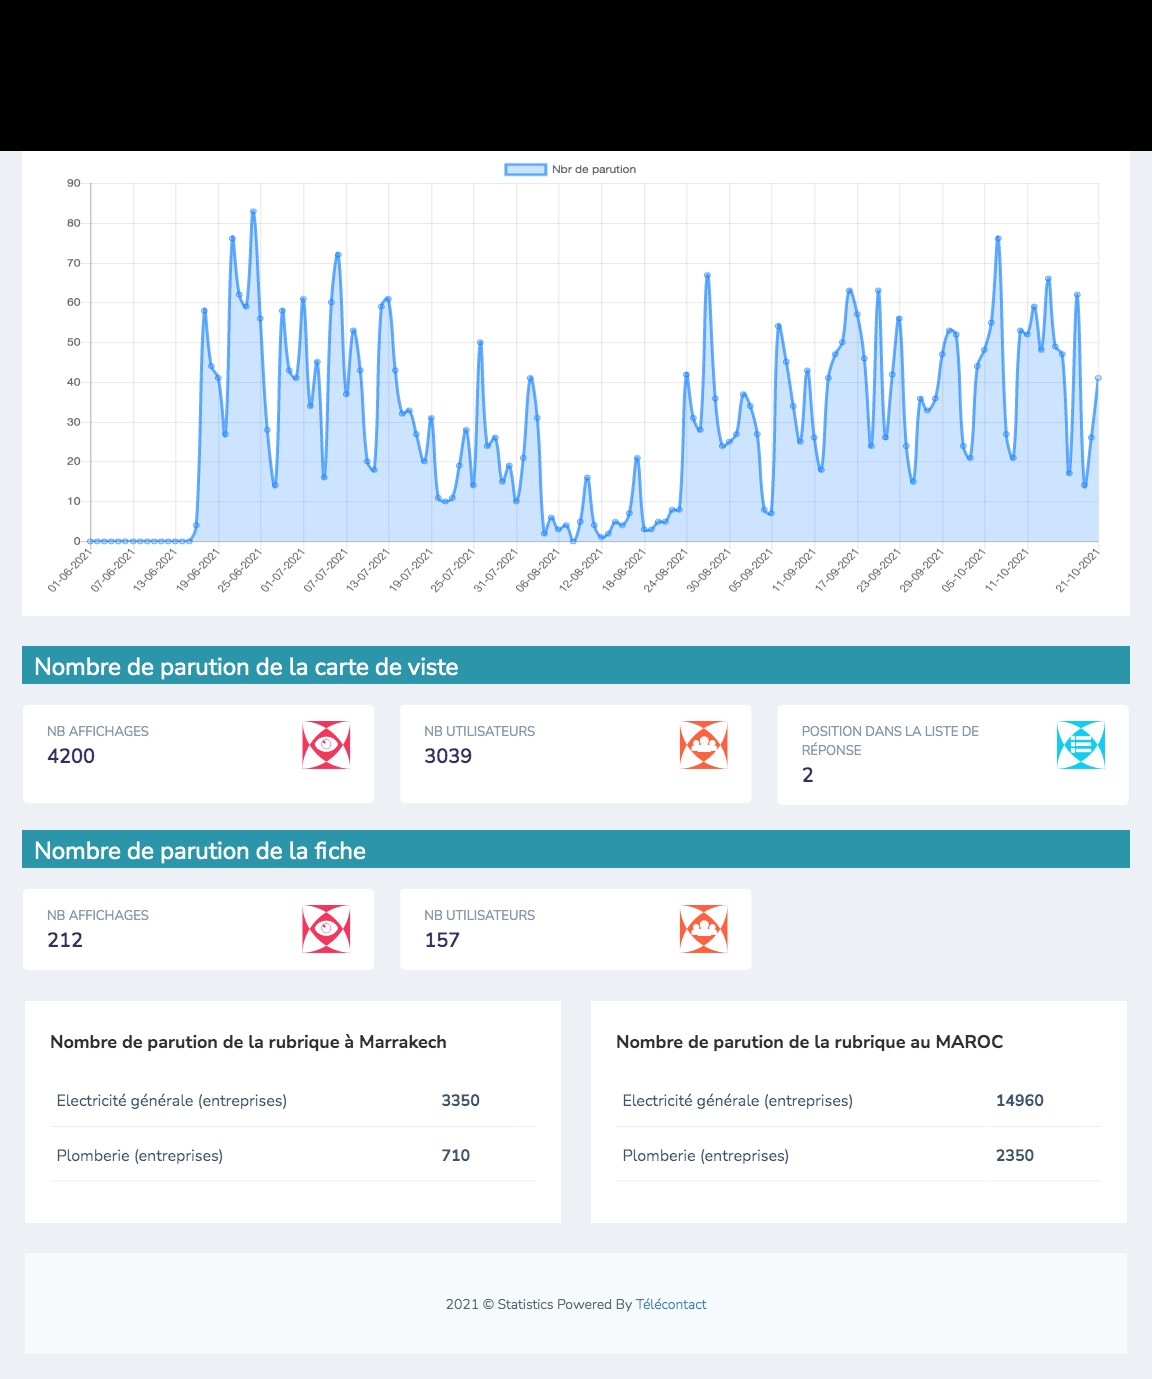 Nbr de parution
90
80
70
60
50
40
30
20
10
0
01-06-2021
07-06-2021
13-06-2021
19-06-2021
25-06-2021
01-07-2021
07-07-2021
13-07-2021
19-07-2021
25-07-2021
31-07-2021
06-08-2021
12-08-2021
18-08-2021
24-08-2021
30-08-2021
05-09-2021
11-09-2021
17-09-2021
23-09-2021
29-09-2021
05-10-2021
11-10-2021
21-10-2021
Nombre de parution de la carte de viste
NB AFFICHAGES
4200
NB UTILISATEURS
3039
POSITION DANS LA LISTE DE
RÉPONSE
2
Nombre de parution de la fiche
NB AFFICHAGES
212
NB UTILISATEURS
157
Nombre de parution de la rubrique à Marrakech
Electricité générale (entreprises) 3350
Plomberie (entreprises) 710
Nombre de parution de la rubrique au MAROC
Electricité générale (entreprises) 14960
Plomberie (entreprises) 2350
2021 © Statistics Powered By Télécontact